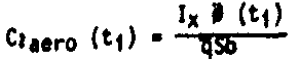 Cℓaero (t1) = Ix p̈ (t1) / qSb